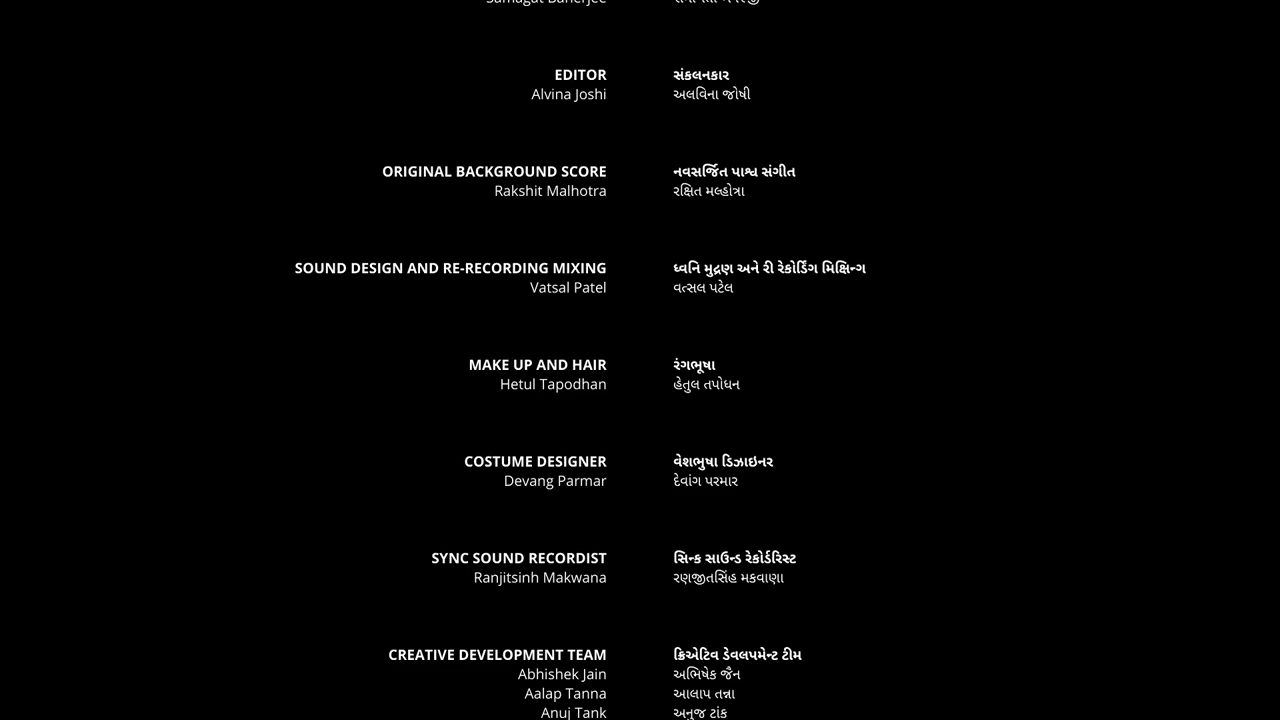 EDITOR સંકલનકાર
Alvina Joshi અલવિના જોષી
ORIGINAL BACKGROUND SCORE નવસર્જિત પાશ્વ સંગીત
Rakshit Malhotra રક્ષિત મલ્હોત્રા
SOUND DESIGN AND RE-RECORDING MIXING ધ્વનિ મુદ્રણ અને રી રેકોર્ડિંગ મિક્ષિન્ગ
Vatsal Patel વત્સલ પટેલ
MAKE UP AND HAIR રંગભૂષા
Hetul Tapodhan હેતુલ તપોધન
COSTUME DESIGNER વેશભુષા ડિઝાઇનર
Devang Parmar દેવાંગ પરમાર
SYNC SOUND RECORDIST સિન્ક સાઉન્ડ રેકોર્ડરિસ્ટ
Ranjitsinh Makwana રણજીતસિંહ મકવાણા
CREATIVE DEVELOPMENT TEAM ક્રિએટિવ ડેવલપમેન્ટ ટીમ
Abhishek Jain અભિષેક જૈન
Aalap Tanna આલાપ તન્ના
Anuj Tank અનુજ ટાંક